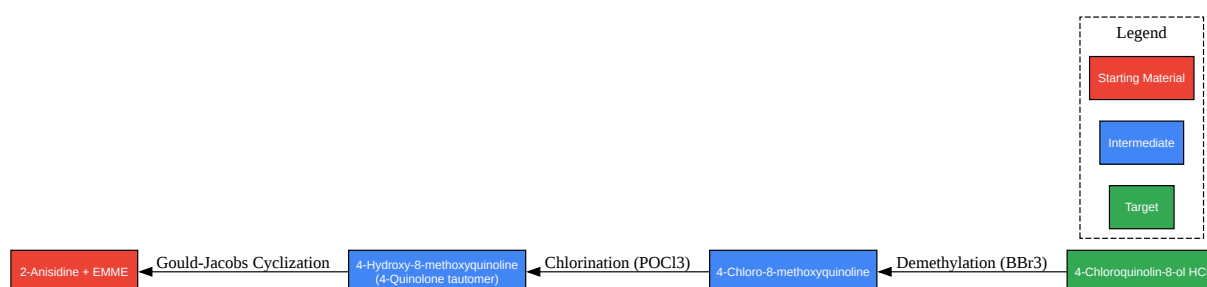 Legend
Starting Material
Intermediate
Target
2-Anisidine + EMME
Gould-Jacobs Cyclization
4-Hydroxy-8-methoxyquinoline
(4-Quinolone tautomer)
Chlorination (POCl3)
4-Chloro-8-methoxyquinoline
Demethylation (BBr3)
4-Chloroquinolin-8-ol HCl